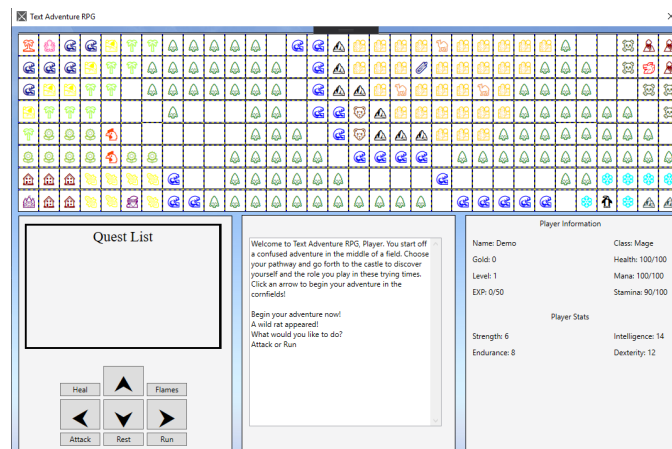 Text Adventure RPG
Quest List
Heal
Flames
Attack
Rest
Run
Welcome to Text Adventure RPG, Player. You start off
a confused adventure in the middle of a field. Choose
your pathway and go forth to the castle to discover
yourself and the role you play in these trying times.
Click an arrow to begin your adventure in the
cornfields!
Begin your adventure now!
A wild rat appeared!
What would you like to do?
Attack or Run
Player Information
Name: Demo
Class: Mage
Gold: 0
Health: 100/100
Level: 1
Mana: 100/100
EXP: 0/50
Stamina: 90/100
Player Stats
Strength: 6
Intelligence: 14
Endurance: 8
Dexterity: 12